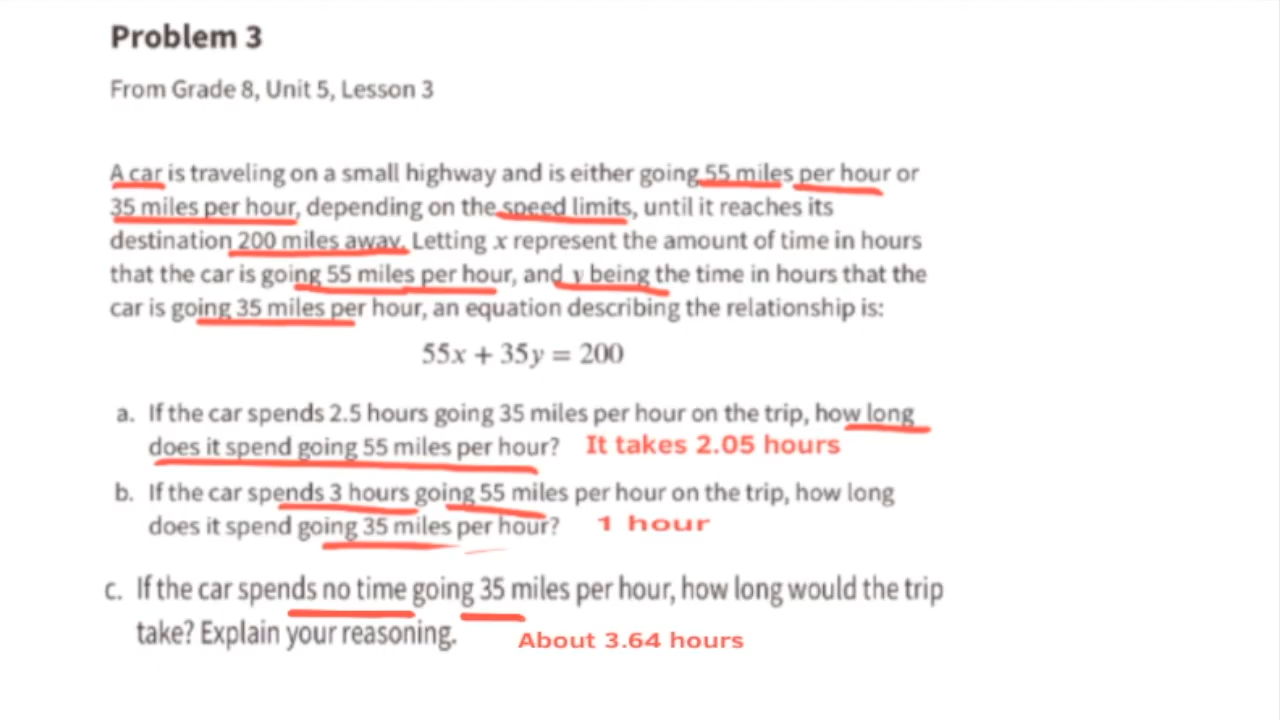 Problem 3
From Grade 8, Unit 5, Lesson 3
A car is traveling on a small highway and is either going 55 miles per hour or
35 miles per hour, depending on the speed limits, until it reaches its
destination 200 miles away. Letting x represent the amount of time in hours
that the car is going 55 miles per hour, and y being the time in hours that the
car is going 35 miles per hour, an equation describing the relationship is:
55x + 35y = 200
a. If the car spends 2.5 hours going 35 miles per hour on the trip, how long
does it spend going 55 miles per hour? It takes 2.05 hours
b. If the car spends 3 hours going 55 miles per hour on the trip, how long
does it spend going 35 miles per hour? 1 hour
c. If the car spends no time going 35 miles per hour, how long would the trip
take? Explain your reasoning. About 3.64 hours